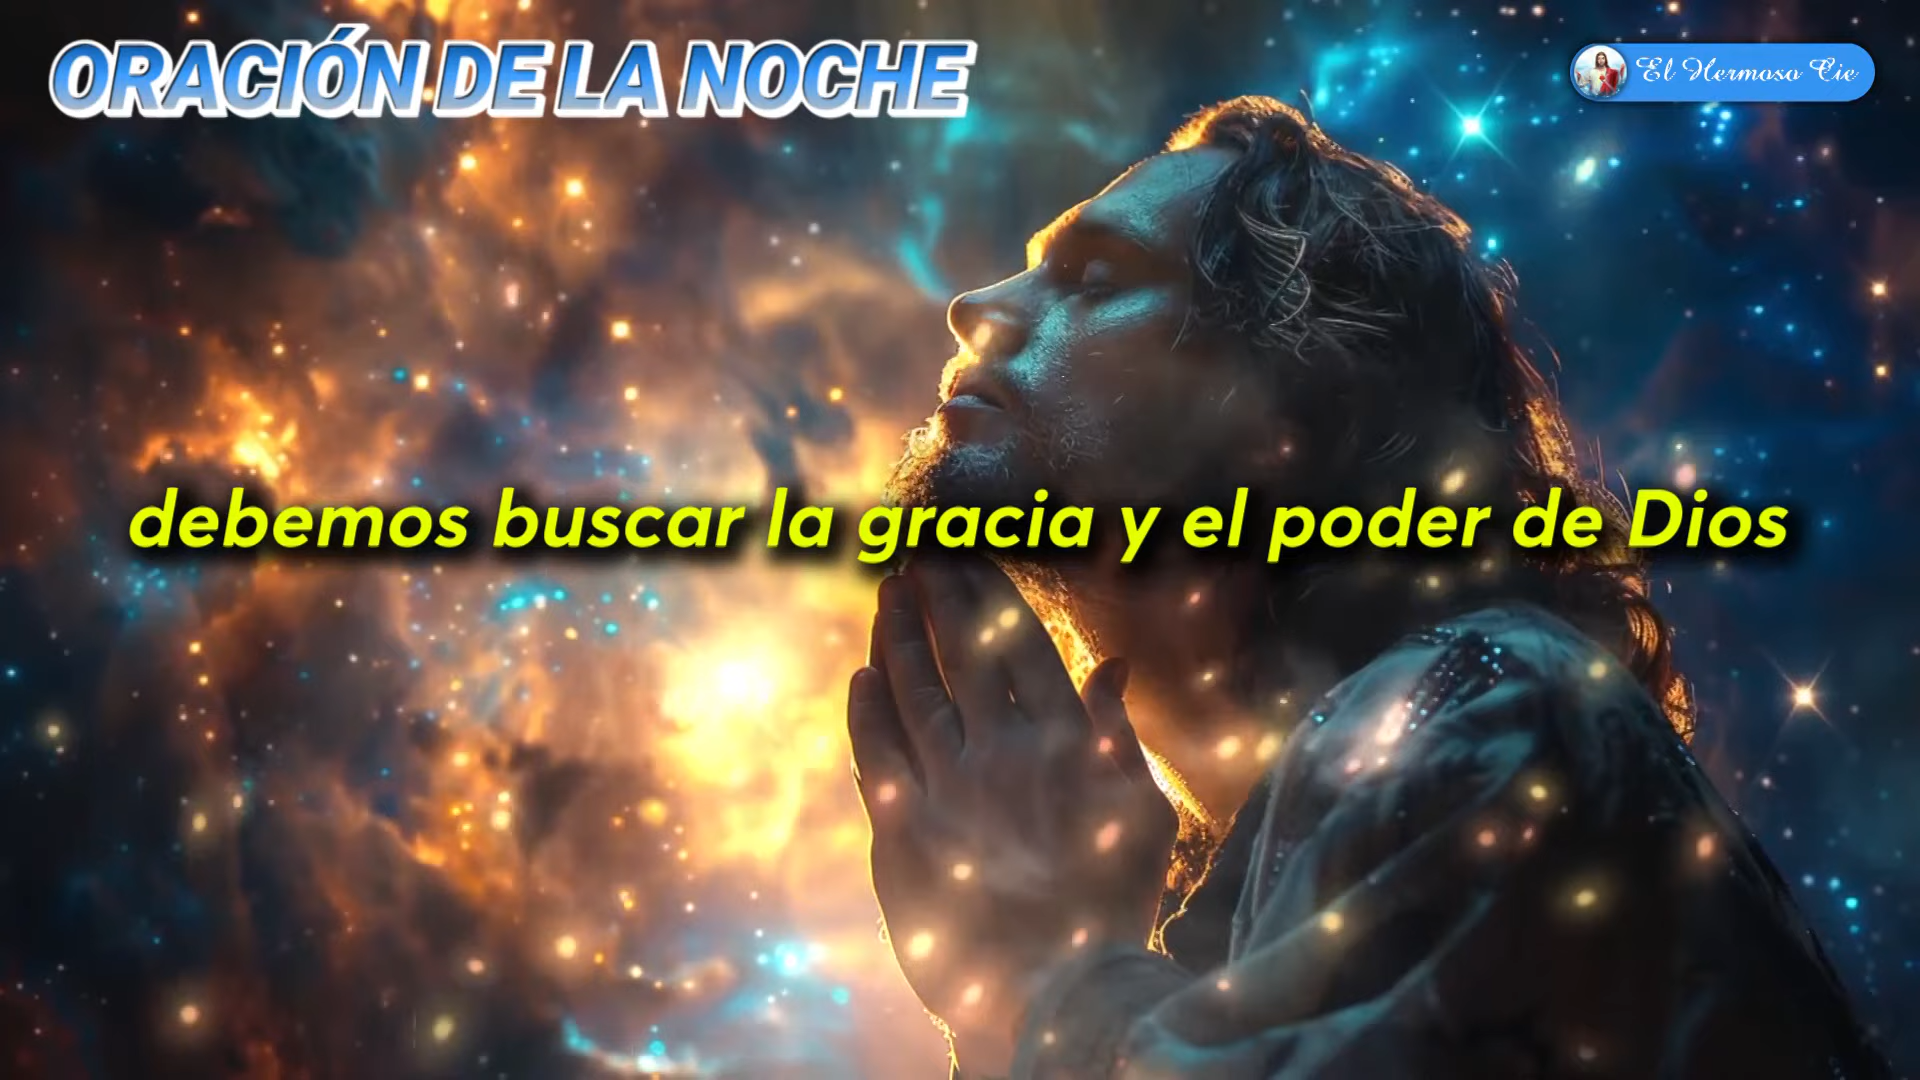 ORACIÓN DE LA NOCHE
El Hermoso Cie
debemos buscar la gracia y el poder de Dios